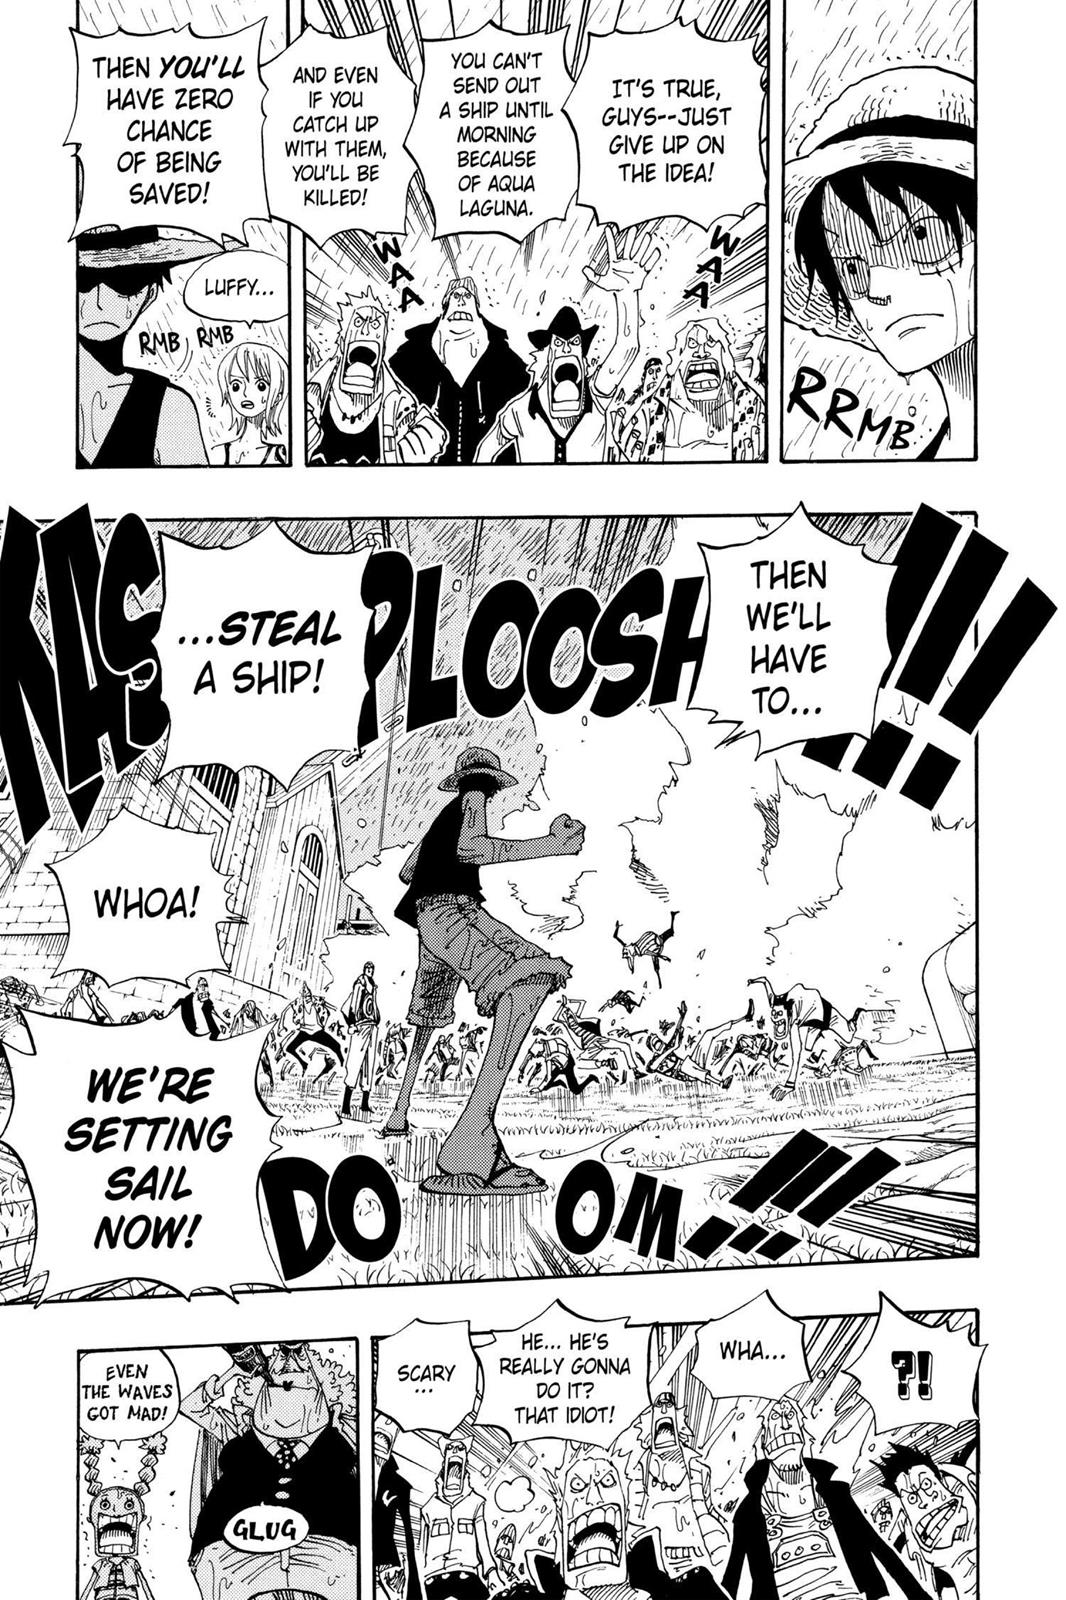 IT'S TRUE,
GUYS--JUST
GIVE UP ON
THE IDEA!
YOU CAN'T
SEND OUT
A SHIP UNTIL
MORNING
BECAUSE
OF AQUA
LAGUNA.
AND EVEN
IF YOU
CATCH UP
WITH THEM,
YOU'LL BE
KILLED!
THEN YOU'LL
HAVE ZERO
CHANCE
OF BEING
SAVED!
RRMB
WAA
WAA
LUFFY...
RMB RMB
THEN
WE'LL
HAVE
TO...
...STEAL
A SHIP!
KASPLOOSH!!!
WHOA!
WE'RE
SETTING
SAIL
NOW!
DOOM!!!
?!
WHA...
HE... HE'S
REALLY GONNA
DO IT?
THAT IDIOT!
SCARY
...
EVEN
THE WAVES
GOT MAD!
GLUG